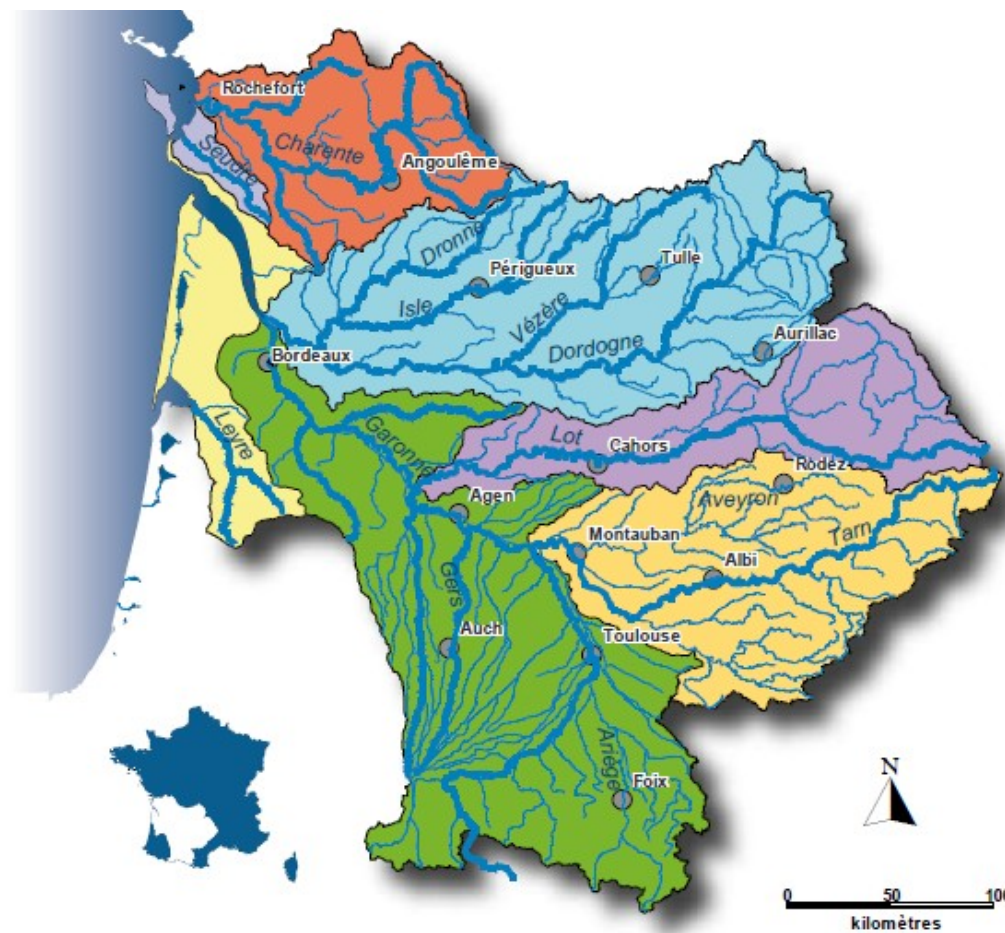 Rochefort
Charente
Seudre
Angoulême
Dronne
Périgueux
Tulle
Isle
Vézère
Dordogne
Aurillac
Bordeaux
Garonne
Lot
Cahors
Leyre
Rodez
Agen
Aveyron
Montauban
Tarn
Albi
Gers
Auch
Toulouse
Ariège
Foix
N
0 50 100
kilomètres